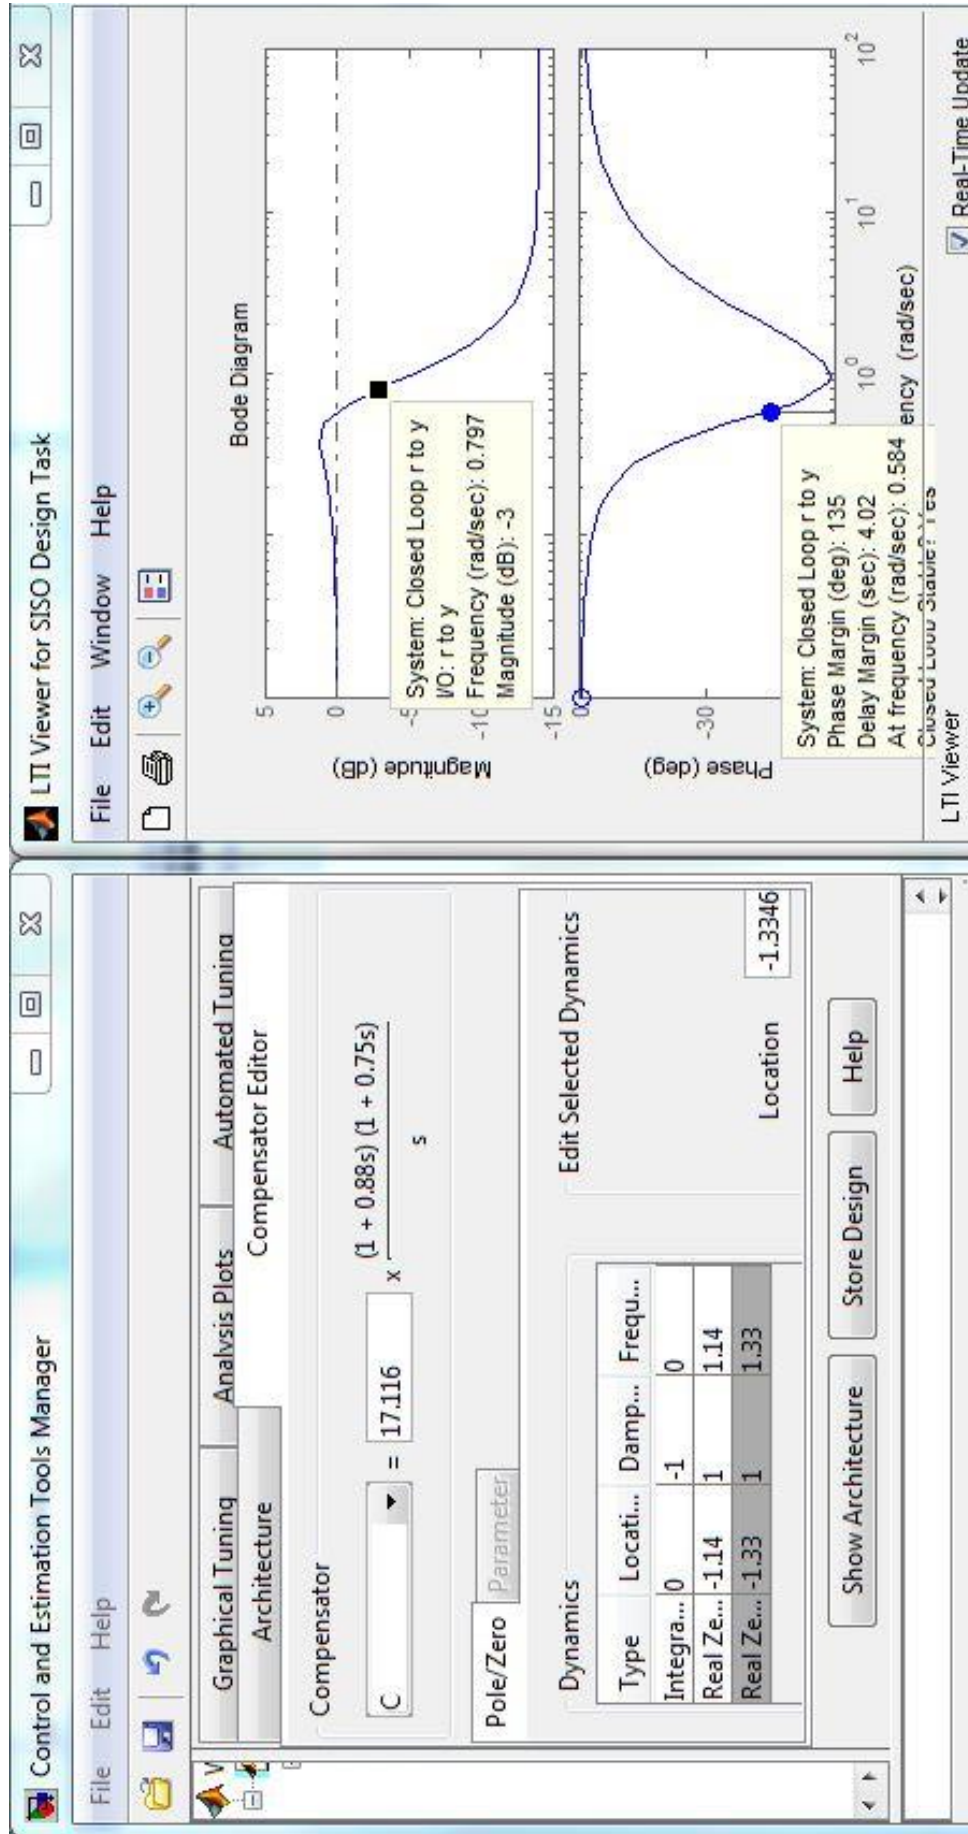 Control and Estimation Tools Manager
File Edit Help
Graphical Tuning Analysis Plots Automated Tuning
Architecture Compensator Editor
Compensator
C = 17.116 x (1 + 0.88s) (1 + 0.75s)
s
Pole/Zero Parameter
Dynamics
Type Locati... Damp... Frequ...
Integra... 0 -1 0
Real Ze... -1.14 1 1.14
Real Ze... -1.33 1 1.33
Edit Selected Dynamics
Location -1.3346
Show Architecture Store Design Help
LTI Viewer for SISO Design Task
File Edit Window Help
Bode Diagram
Magnitude (dB)
5
0
-5
-10
-15
System: Closed Loop r to y
I/O: r to y
Frequency (rad/sec): 0.797
Magnitude (dB): -3
Phase (deg)
0
-30
System: Closed Loop r to y
Phase Margin (deg): 135
Delay Margin (sec): 4.02
At frequency (rad/sec): 0.584
Closed Loop Stable? Yes
10^0 10^1 10^2
ency (rad/sec)
LTI Viewer
Real-Time Update